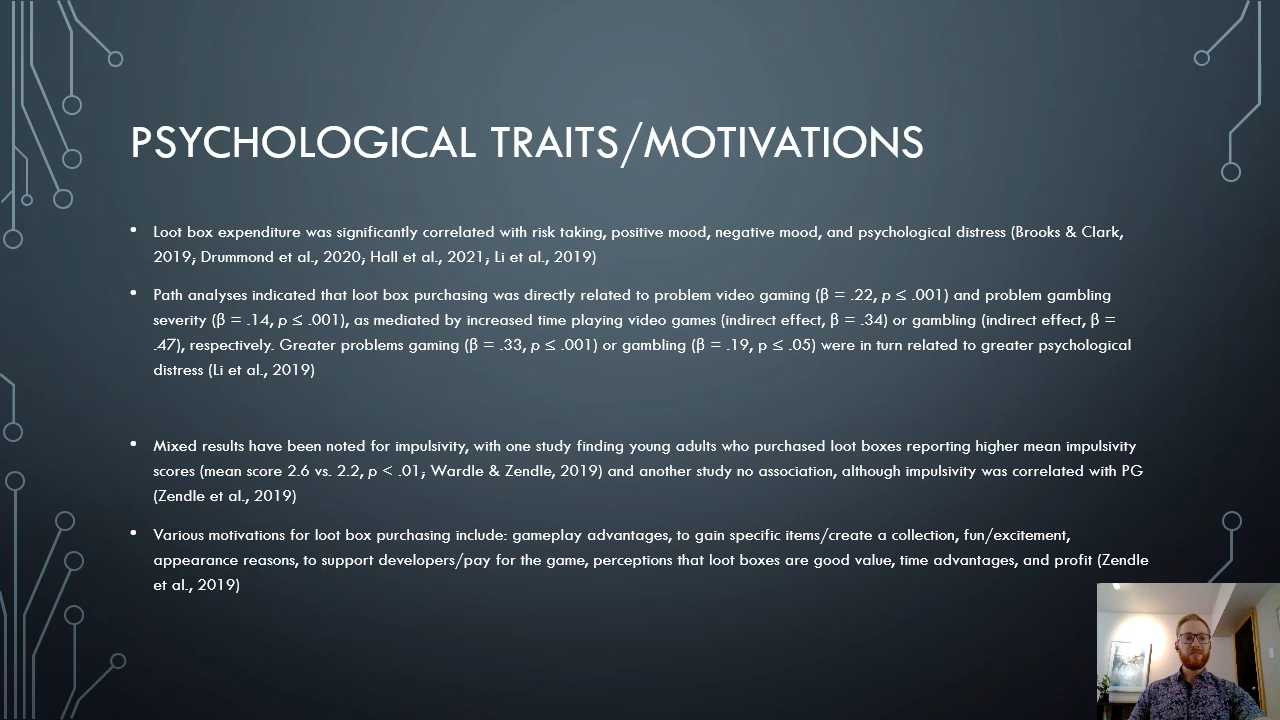 PSYCHOLOGICAL TRAITS/MOTIVATIONS
• Loot box expenditure was significantly correlated with risk taking, positive mood, negative mood, and psychological distress (Brooks & Clark,
2019; Drummond et al., 2020; Hall et al., 2021; Li et al., 2019)
• Path analyses indicated that loot box purchasing was directly related to problem video gaming (β = .22, p ≤ .001) and problem gambling
severity (β = .14, p ≤ .001), as mediated by increased time playing video games (indirect effect, β = .34) or gambling (indirect effect, β =
.47), respectively. Greater problems gaming (β = .33, p ≤ .001) or gambling (β = .19, p ≤ .05) were in turn related to greater psychological
distress (Li et al., 2019)
• Mixed results have been noted for impulsivity, with one study finding young adults who purchased loot boxes reporting higher mean impulsivity
scores (mean score 2.6 vs. 2.2, p < .01; Wardle & Zendle, 2019) and another study no association, although impulsivity was correlated with PG
(Zendle et al., 2019)
• Various motivations for loot box purchasing include: gameplay advantages, to gain specific items/create a collection, fun/excitement,
appearance reasons, to support developers/pay for the game, perceptions that loot boxes are good value, time advantages, and profit (Zendle
et al., 2019)